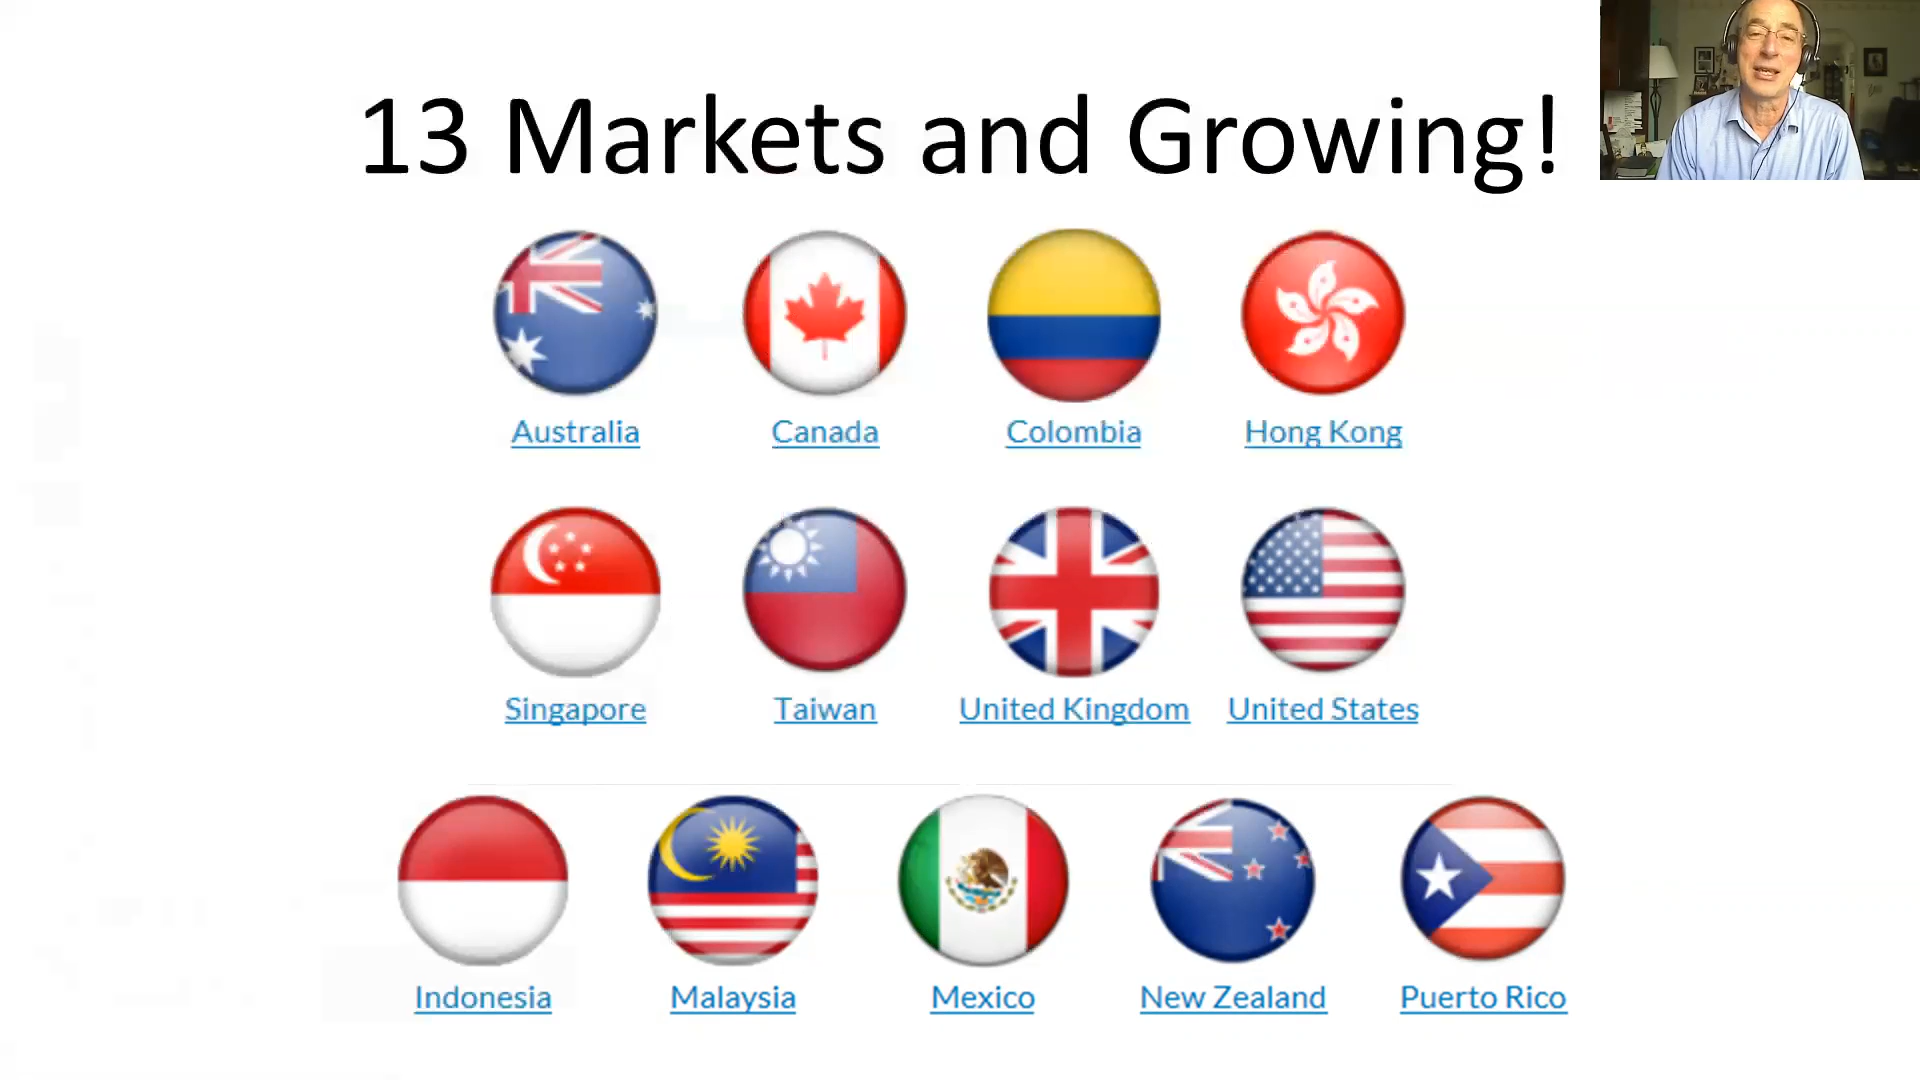 13 Markets and Growing!
Australia Canada Colombia Hong Kong
Singapore Taiwan United Kingdom United States
Indonesia Malaysia Mexico New Zealand Puerto Rico